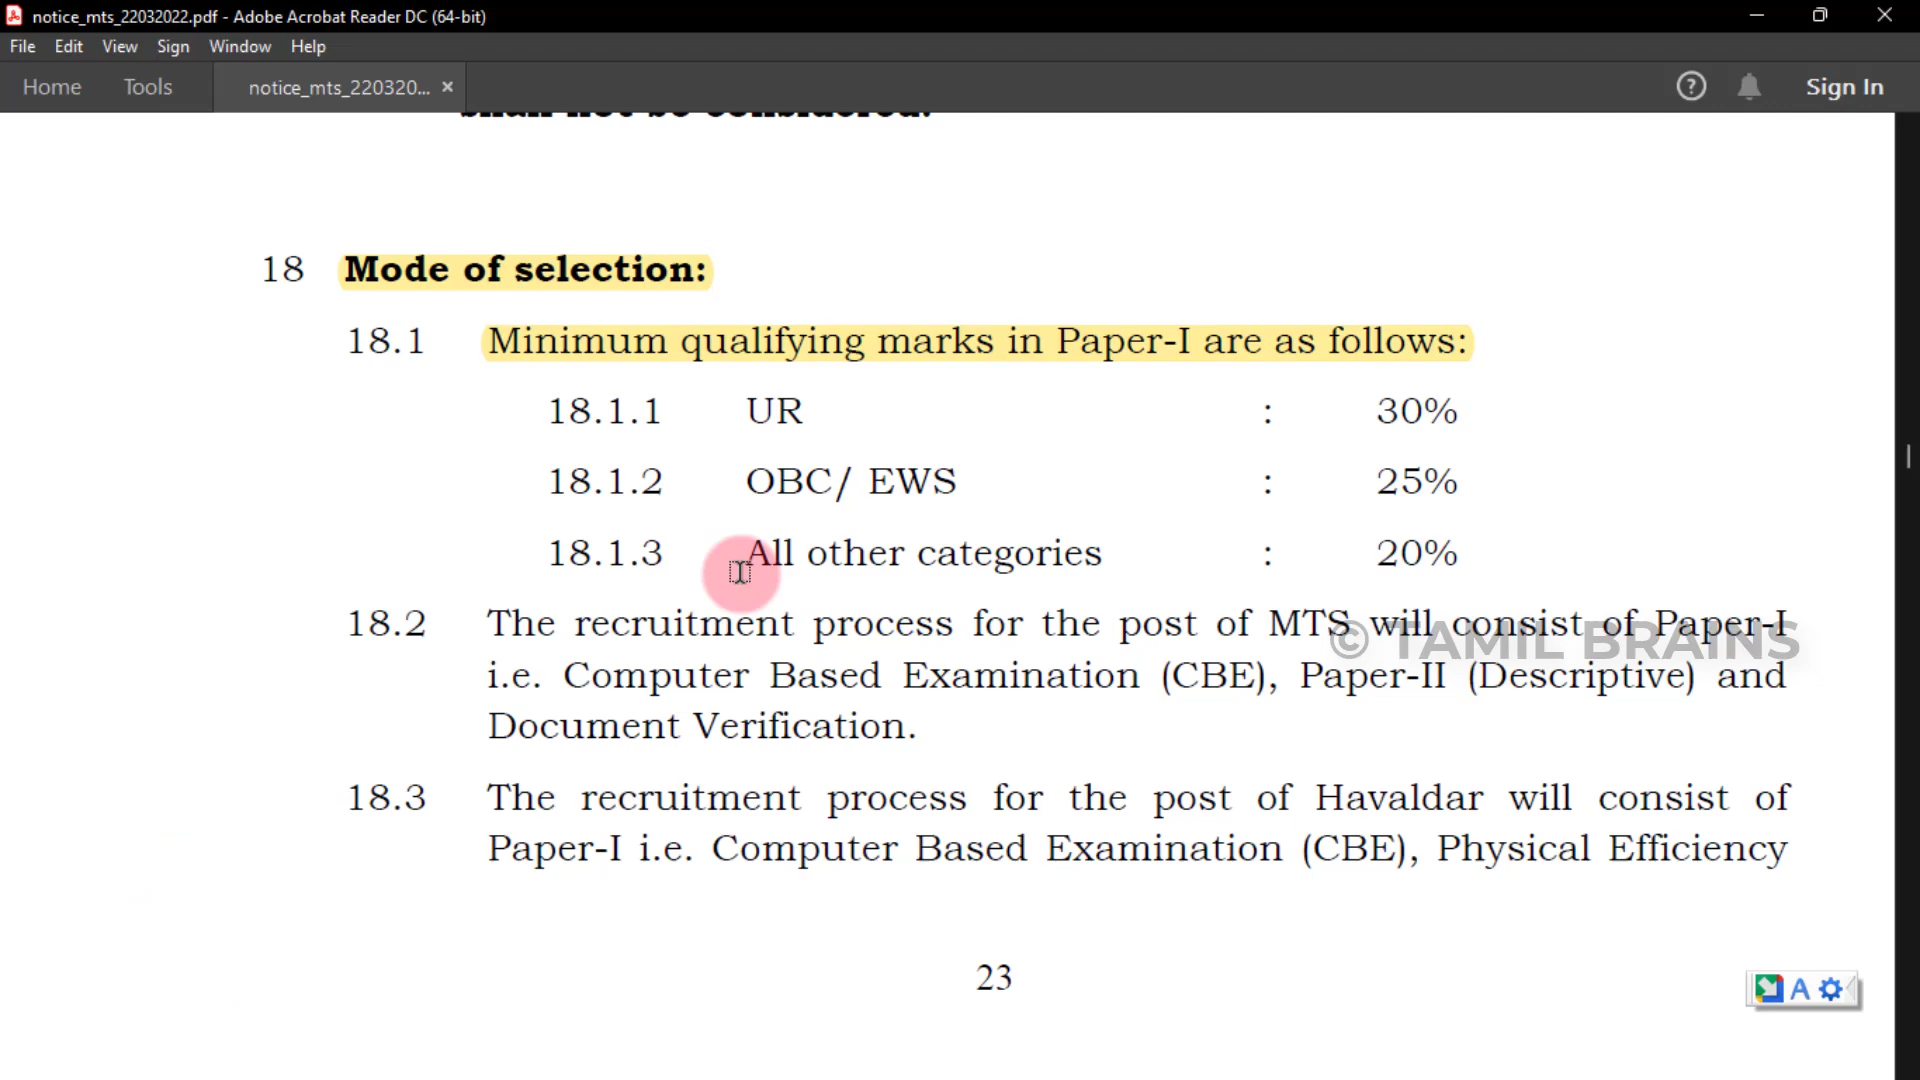 notice_mts_22032022.pdf - Adobe Acrobat Reader DC (64-bit)
File Edit View Sign Window Help
Home Tools notice_mts_220320... × ? Sign In
shall not be considered.
18 Mode of selection:
18.1 Minimum qualifying marks in Paper-I are as follows:
18.1.1 UR : 30%
18.1.2 OBC/ EWS : 25%
18.1.3 All other categories : 20%
18.2 The recruitment process for the post of MTS will consist of Paper-I
© TAMIL BRAINS
i.e. Computer Based Examination (CBE), Paper-II (Descriptive) and
Document Verification.
18.3 The recruitment process for the post of Havaldar will consist of
Paper-I i.e. Computer Based Examination (CBE), Physical Efficiency
23
A